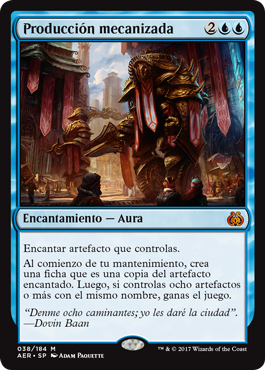 Producción mecanizada 2
Encantamiento — Aura
Encantar artefacto que controlas.
Al comienzo de tu mantenimiento, crea
una ficha que es una copia del artefacto
encantado. Luego, si controlas ocho artefactos
o más con el mismo nombre, ganas el juego.
“Denme ocho caminantes; yo les daré la ciudad”.
—Dovin Baan
038/184 M
AER • SP Adam Paquette
™ & © 2017 Wizards of the Coast